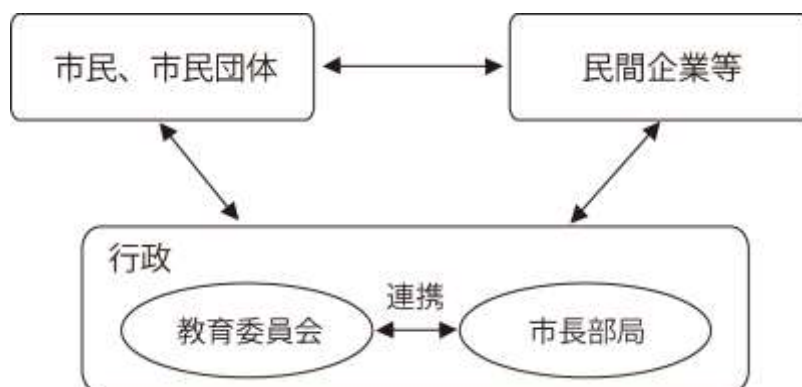 市民、市民団体
民間企業等
行政
連携
教育委員会
市長部局